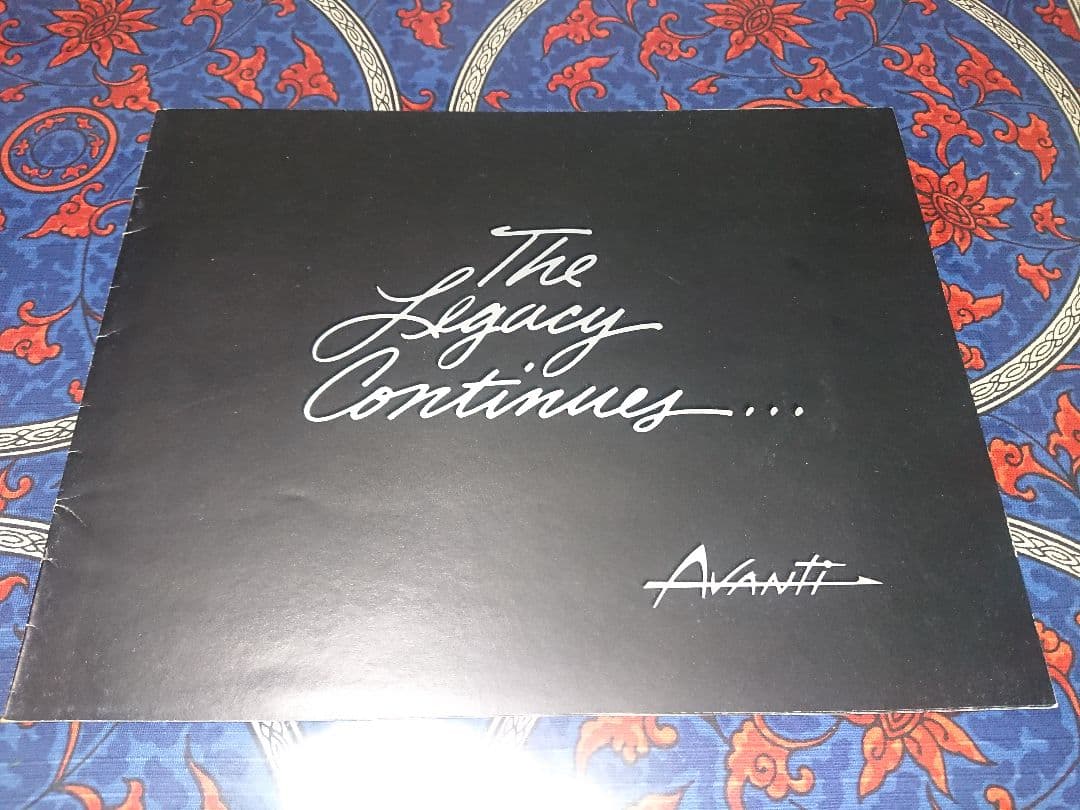 The
Legacy
Continues...
Avanti